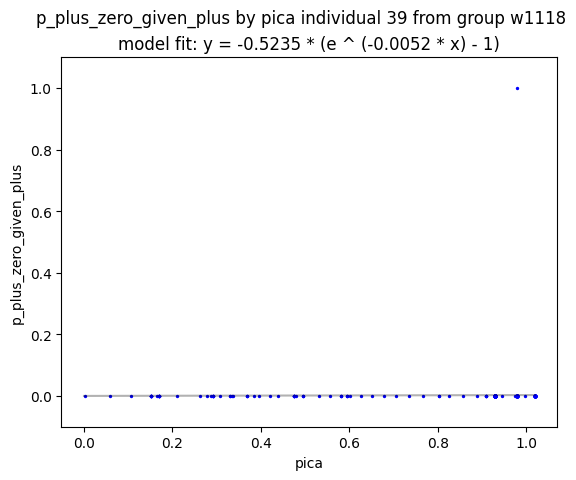 p_plus_zero_given_plus by pica individual 39 from group w1118
model fit: y = -0.5235 * (e ^ (-0.0052 * x) - 1)
p_plus_zero_given_plus
1.0
0.8
0.6
0.4
0.2
0.0
0.0 0.2 0.4 0.6 0.8 1.0
pica